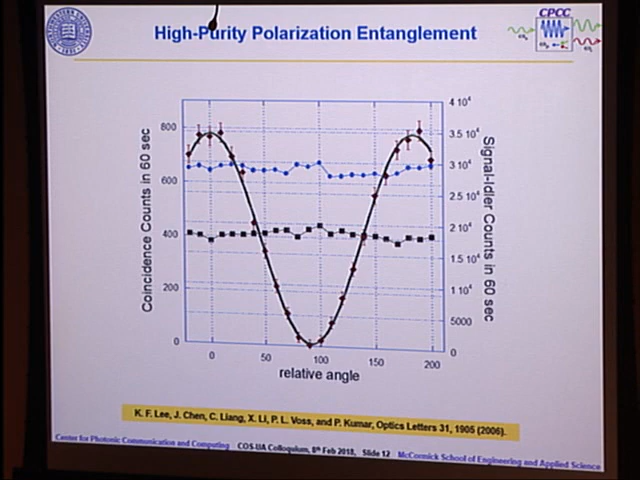 High-Purity Polarization Entanglement
CPCC
Coincidence Counts in 60 sec
800
600
400
200
0
4 10⁴
3.5 10⁴
3 10⁴
2.5 10⁴
2 10⁴
1.5 10⁴
1 10⁴
5000
0
Signal-idler Counts in 60 sec
0 50 100 150 200
relative angle
K. F. Lee, J. Chen, C. Liang, X. Li, P. L. Voss, and P. Kumar, Optics Letters 31, 1905 (2006).
Center for Photonic Communication and Computing COS-UA Colloquium, 8th Feb 2018, Slide 12 McCormick School of Engineering and Applied Science